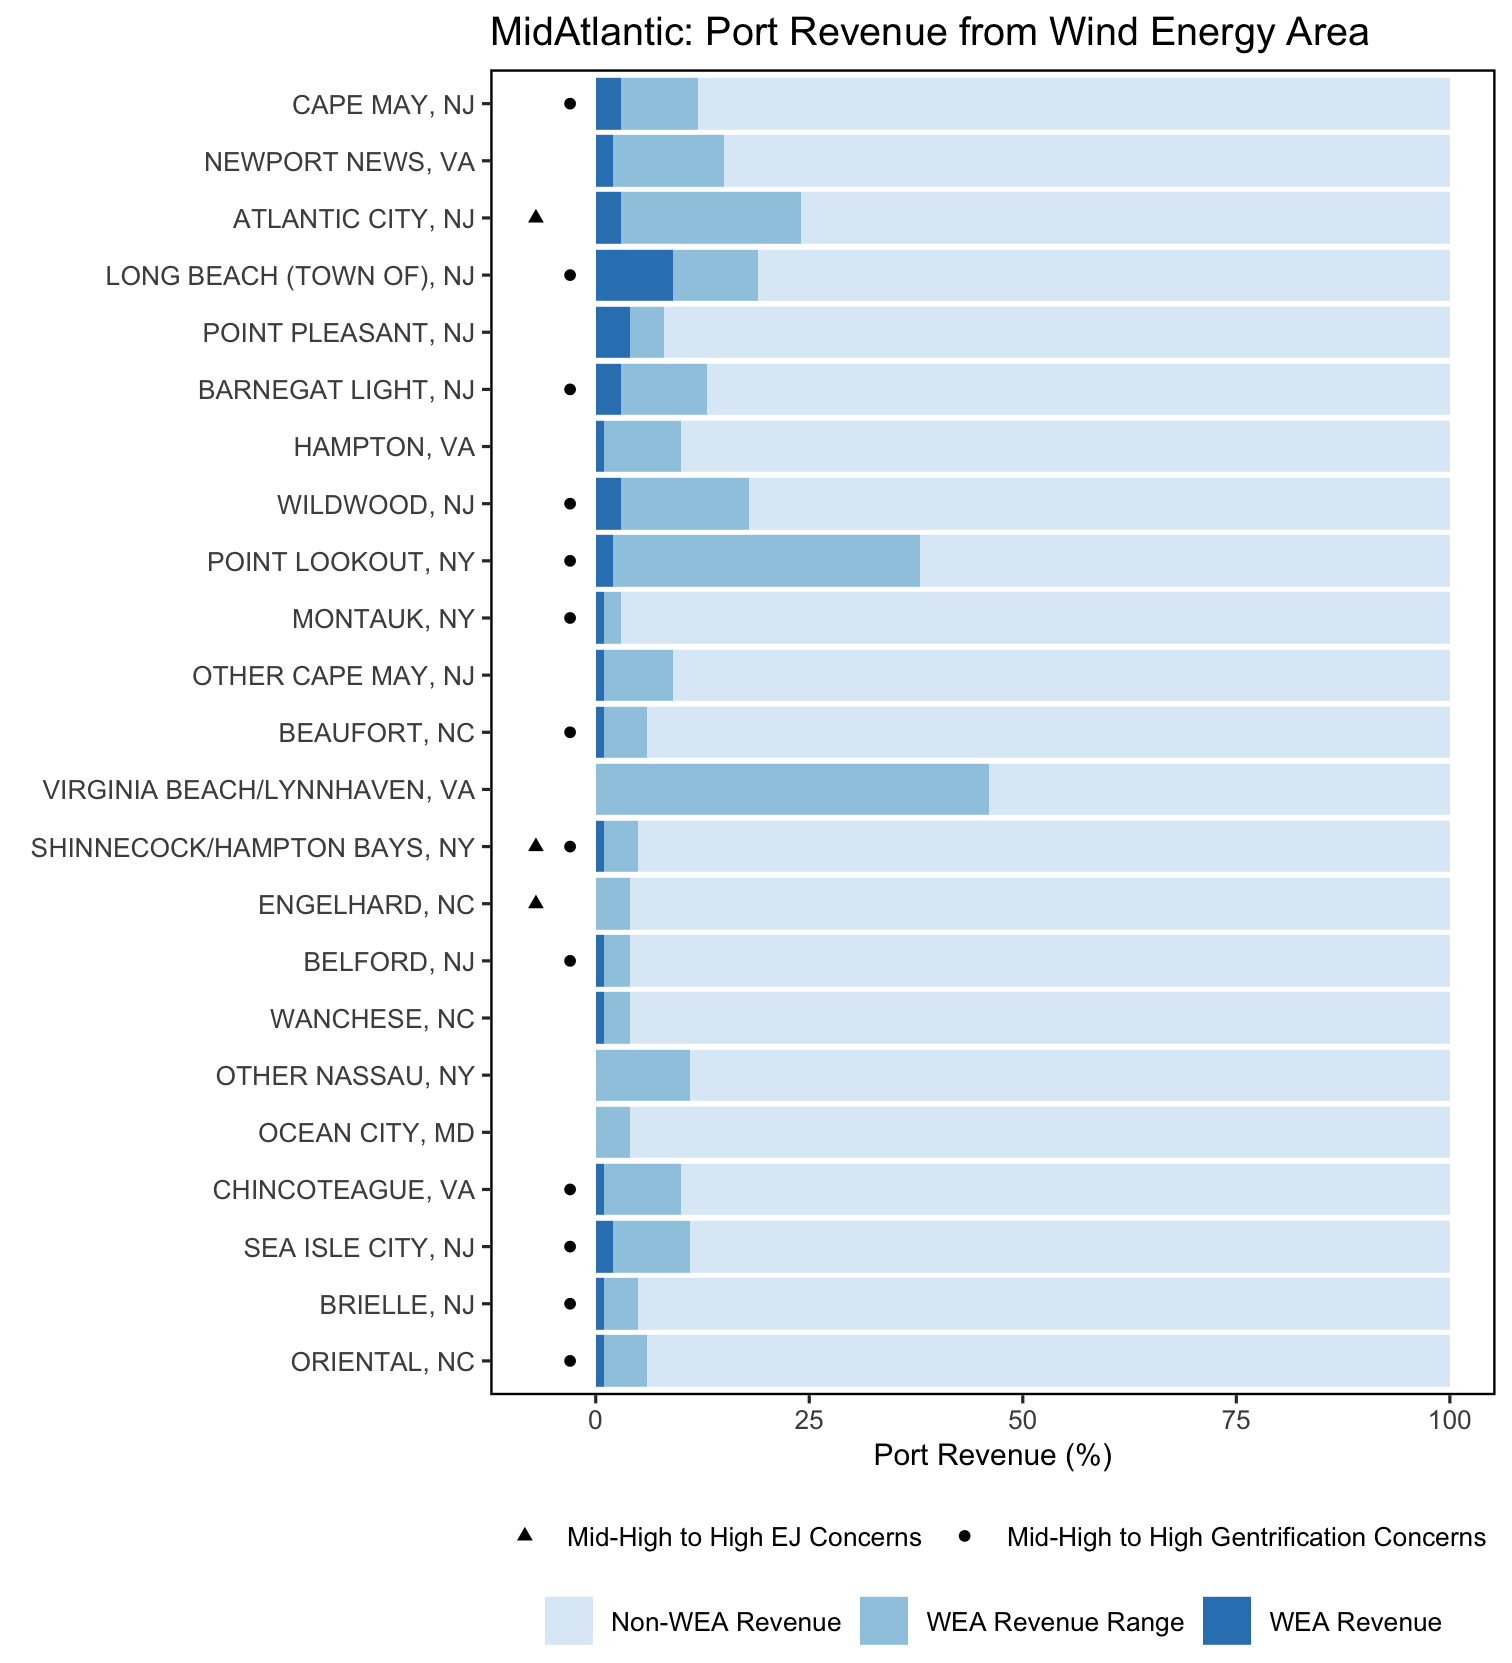 MidAtlantic: Port Revenue from Wind Energy Area
CAPE MAY, NJ
NEWPORT NEWS, VA
ATLANTIC CITY, NJ
LONG BEACH (TOWN OF), NJ
POINT PLEASANT, NJ
BARNEGAT LIGHT, NJ
HAMPTON, VA
WILDWOOD, NJ
POINT LOOKOUT, NY
MONTAUK, NY
OTHER CAPE MAY, NJ
BEAUFORT, NC
VIRGINIA BEACH/LYNNHAVEN, VA
SHINNECOCK/HAMPTON BAYS, NY
ENGELHARD, NC
BELFORD, NJ
WANCHESE, NC
OTHER NASSAU, NY
OCEAN CITY, MD
CHINCOTEAGUE, VA
SEA ISLE CITY, NJ
BRIELLE, NJ
ORIENTAL, NC
0 25 50 75 100
Port Revenue (%)
Mid-High to High EJ Concerns Mid-High to High Gentrification Concerns
Non-WEA Revenue WEA Revenue Range WEA Revenue